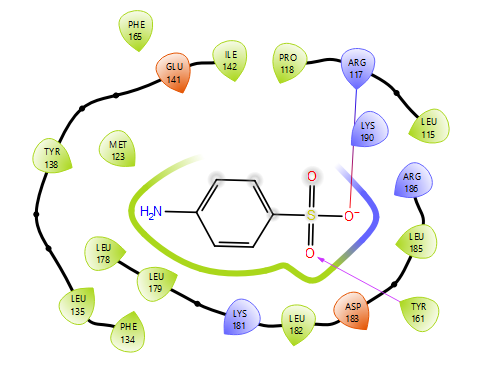 PHE
165
GLU
141
ILE
142
PRO
118
ARG
117
LEU
115
LYS
190
TYR
138
MET
123
ARG
186
H₂N
O
S
O⁻
O
LEU
185
LEU
178
LEU
179
LEU
135
PHE
134
LYS
181
LEU
182
ASP
183
TYR
161